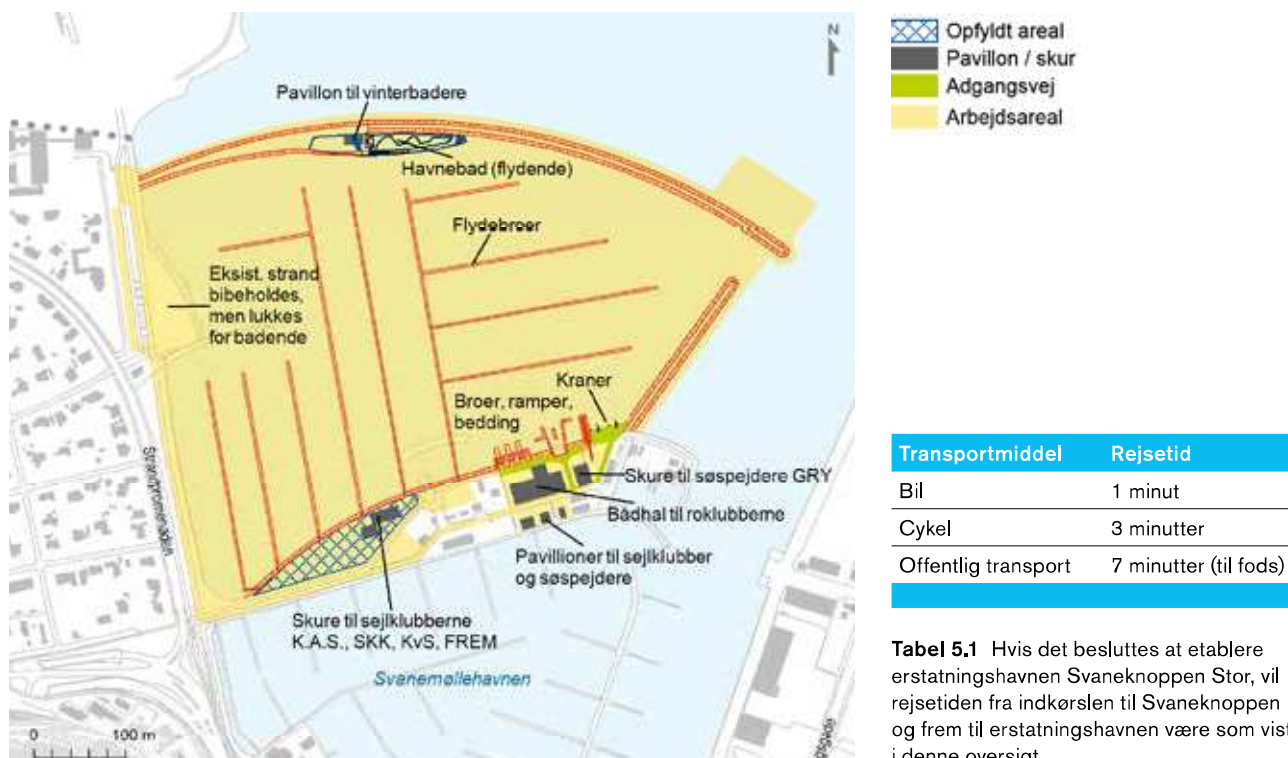 N
Pavillon til vinterbadere
Havnebad (flydende)
Flydebroer
Eksist. strand
bibeholdes,
men lukkes
for badende
Kraner
Broer, ramper,
bedding
Strandpromenaden
Skure til søspejdere GRY
Bådhal til roklubberne
Pavillioner til sejlklubber
og søspejdere
Skure til sejlklubberne
K.A.S., SKK, KvS, FREM
Svanemøllehavnen
0 100 m
Opfyldt areal
Pavillon / skur
Adgangsvej
Arbejdsareal
Transportmiddel Rejsetid
Bil 1 minut
Cykel 3 minutter
Offentlig transport 7 minutter (til fods)
Tabel 5.1 Hvis det besluttes at etablere
erstatningshavnen Svaneknoppen Stor, vil
rejsetiden fra indkørslen til Svaneknoppen
og frem til erstatningshavnen være som vist
i denne oversigt